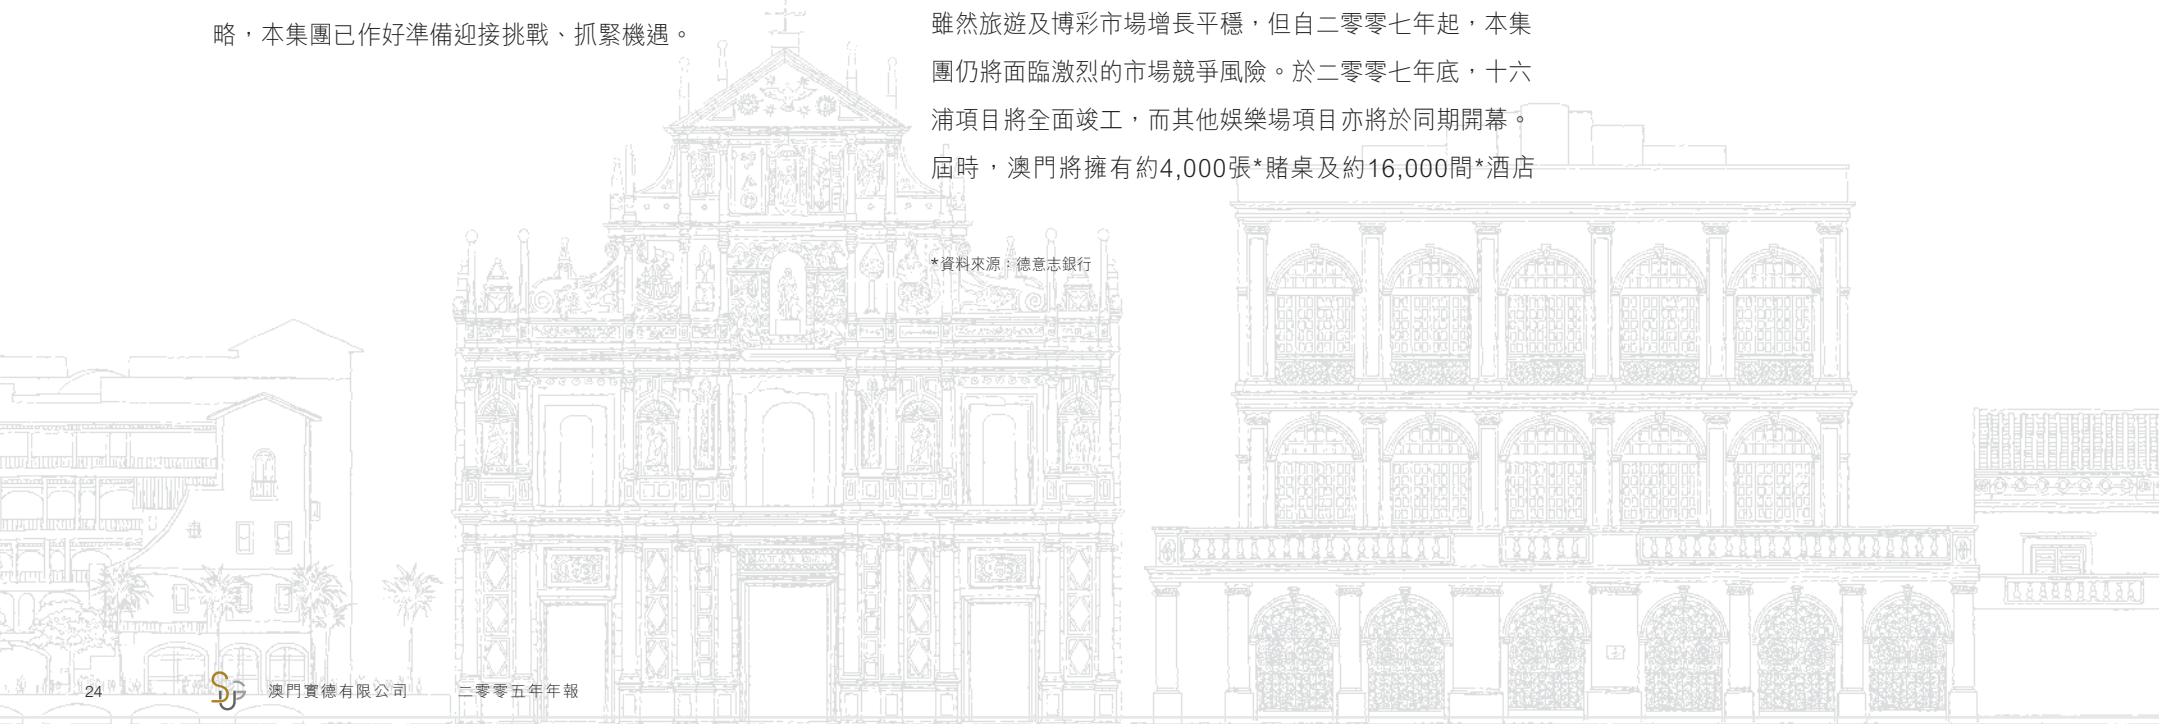 略，本集團已作好準備迎接挑戰、抓緊機遇。
雖然旅遊及博彩市場增長平穩，但自二零零七年起，本集
團仍將面臨激烈的市場競爭風險。於二零零七年底，十六
浦項目將全面竣工，而其他娛樂場項目亦將於同期開幕。
屆時，澳門將擁有約4,000張*賭桌及約16,000間*酒店
*資料來源：德意志銀行
24 澳門實德有限公司 二零零五年年報